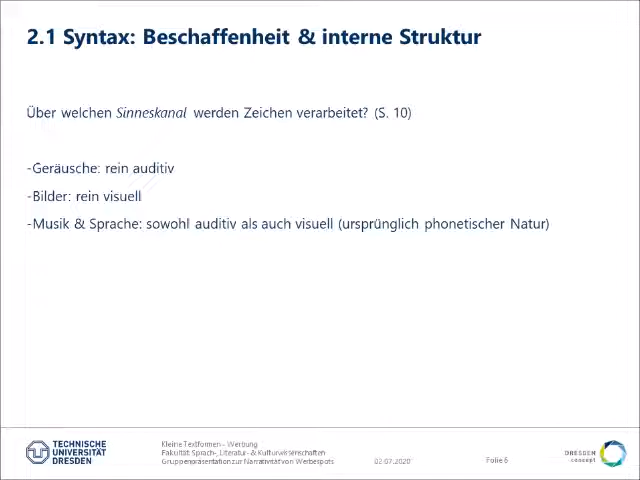 2.1 Syntax: Beschaffenheit & interne Struktur
Über welchen Sinneskanal werden Zeichen verarbeitet? (S. 10)
-Geräusche: rein auditiv
-Bilder: rein visuell
-Musik & Sprache: sowohl auditiv als auch visuell (ursprünglich phonetischer Natur)
TECHNISCHE
UNIVERSITÄT
DRESDEN
Kleine Textformen - Werbung
Fakultät Sprach-, Literatur- & Kulturwissenschaften
Gruppenpräsentation zur Narrativität von Werbespots
02.07.2020
Folie 6
DRESDEN
concept